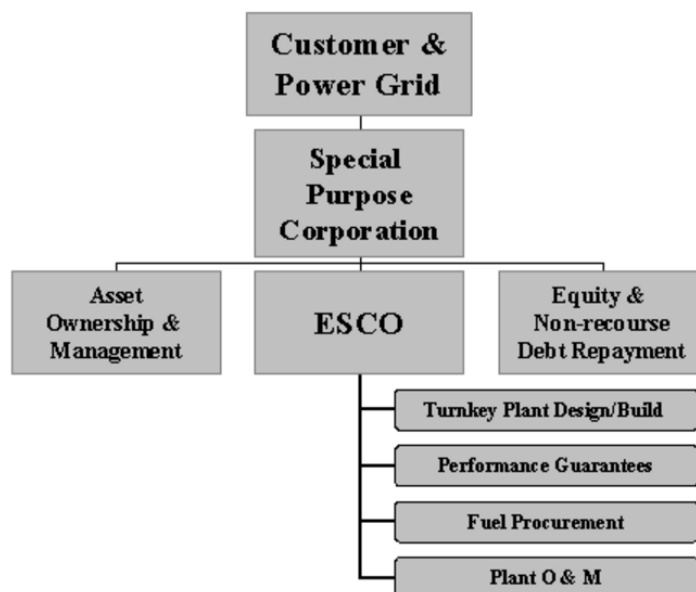 Customer &
Power Grid
Special
Purpose
Corporation
Asset
Ownership &
Management
ESCO
Equity &
Non-recourse
Debt Repayment
Turnkey Plant Design/Build
Performance Guarantees
Fuel Procurement
Plant O & M